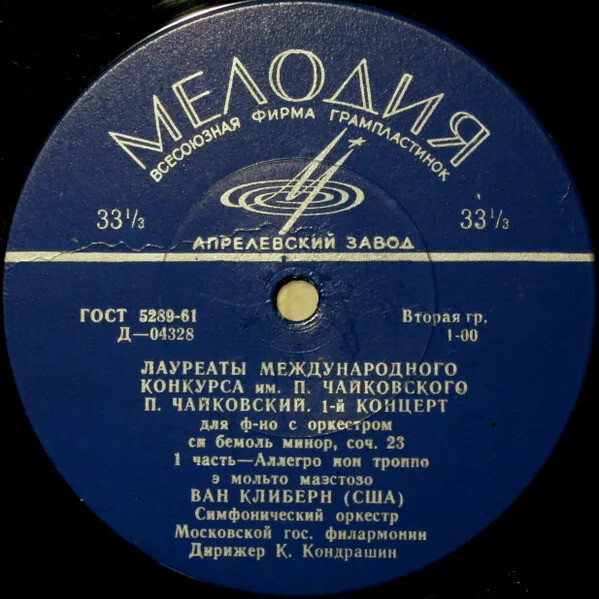 МЕЛОДИЯ
ВСЕСОЮЗНАЯ ФИРМА ГРАМПЛАСТИНОК
33 1/3
33 1/3
АПРЕЛЕВСКИЙ ЗАВОД
ГОСТ 5289-61
Д—04328
Вторая гр.
1-00
ЛАУРЕАТЫ МЕЖДУНАРОДНОГО
КОНКУРСА им. П. ЧАЙКОВСКОГО
П. ЧАЙКОВСКИЙ. 1-й КОНЦЕРТ
для ф-но с оркестром
си бемоль минор, соч. 23
1 часть—Аллегро нон троппо
э мольто маэстозо
ВАН КЛИБЕРН (США)
Симфонический оркестр
Московской гос. филармонии
Дирижер К. Кондрашин